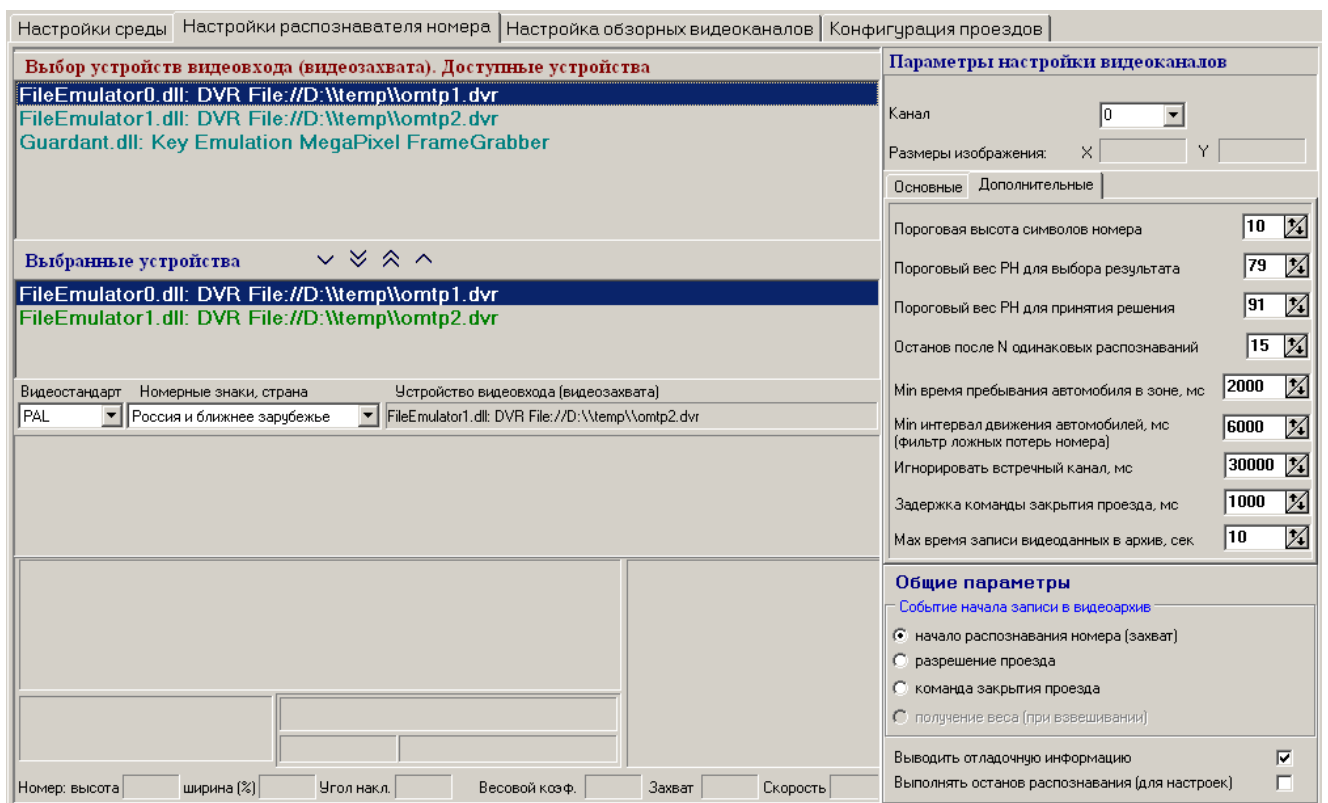 Настройки среды
Настройки распознавателя номера
Настройка обзорных видеоканалов
Конфигурация проездов
Выбор устройств видеовхода (видеозахвата). Доступные устройства
FileEmulator0.dll: DVR File://D:\\temp\\omtp1.dvr
FileEmulator1.dll: DVR File://D:\\temp\\omtp2.dvr
Guardant.dll: Key Emulation MegaPixel FrameGrabber
Выбранные устройства
FileEmulator0.dll: DVR File://D:\\temp\\omtp1.dvr
FileEmulator1.dll: DVR File://D:\\temp\\omtp2.dvr
Видеостандарт Номерные знаки, страна Устройство видеовхода (видеозахвата)
PAL Россия и ближнее зарубежье FileEmulator1.dll: DVR File://D:\\temp\\omtp2.dvr
Номер: высота ширина (%) Угол накл. Весовой коэф. Захват Скорость
Параметры настройки видеоканалов
Канал 0
Размеры изображения: X Y
Основные Дополнительные
Пороговая высота символов номера 10
Пороговый вес РН для выбора результата 79
Пороговый вес РН для принятия решения 91
Останов после N одинаковых распознаваний 15
Min время пребывания автомобиля в зоне, мс 2000
Min интервал движения автомобилей, мс 6000
(фильтр ложных потерь номера)
Игнорировать встречный канал, мс 30000
Задержка команды закрытия проезда, мс 1000
Max время записи видеоданных в архив, сек 10
Общие параметры
Событие начала записи в видеоархив
начало распознавания номера (захват)
разрешение проезда
команда закрытия проезда
получение веса (при взвешивании)
Выводить отладочную информацию
Выполнять останов распознавания (для настроек)